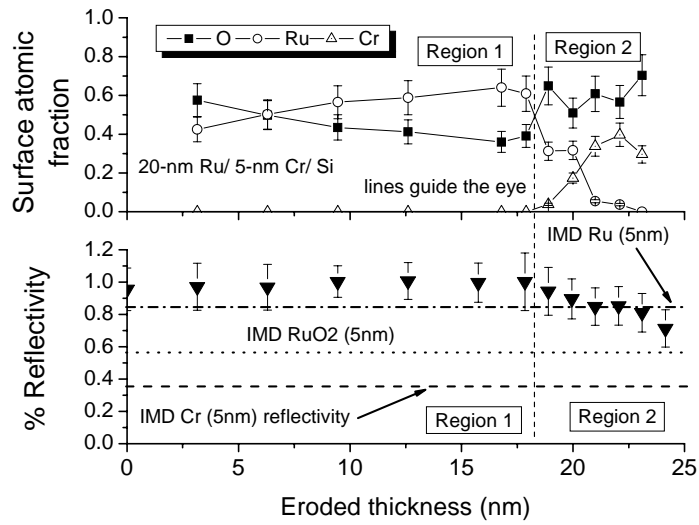 O Ru Cr
Region 1
Region 2
1.0
0.8
0.6
0.4
0.2
0.0
Surface atomic
fraction
20-nm Ru/ 5-nm Cr/ Si
lines guide the eye
IMD Ru (5nm)
1.2
1.0
0.8
0.6
0.4
0.2
0.0
% Reflectivity
IMD RuO2 (5nm)
IMD Cr (5nm) reflectivity
Region 1
Region 2
0 5 10 15 20 25
Eroded thickness (nm)